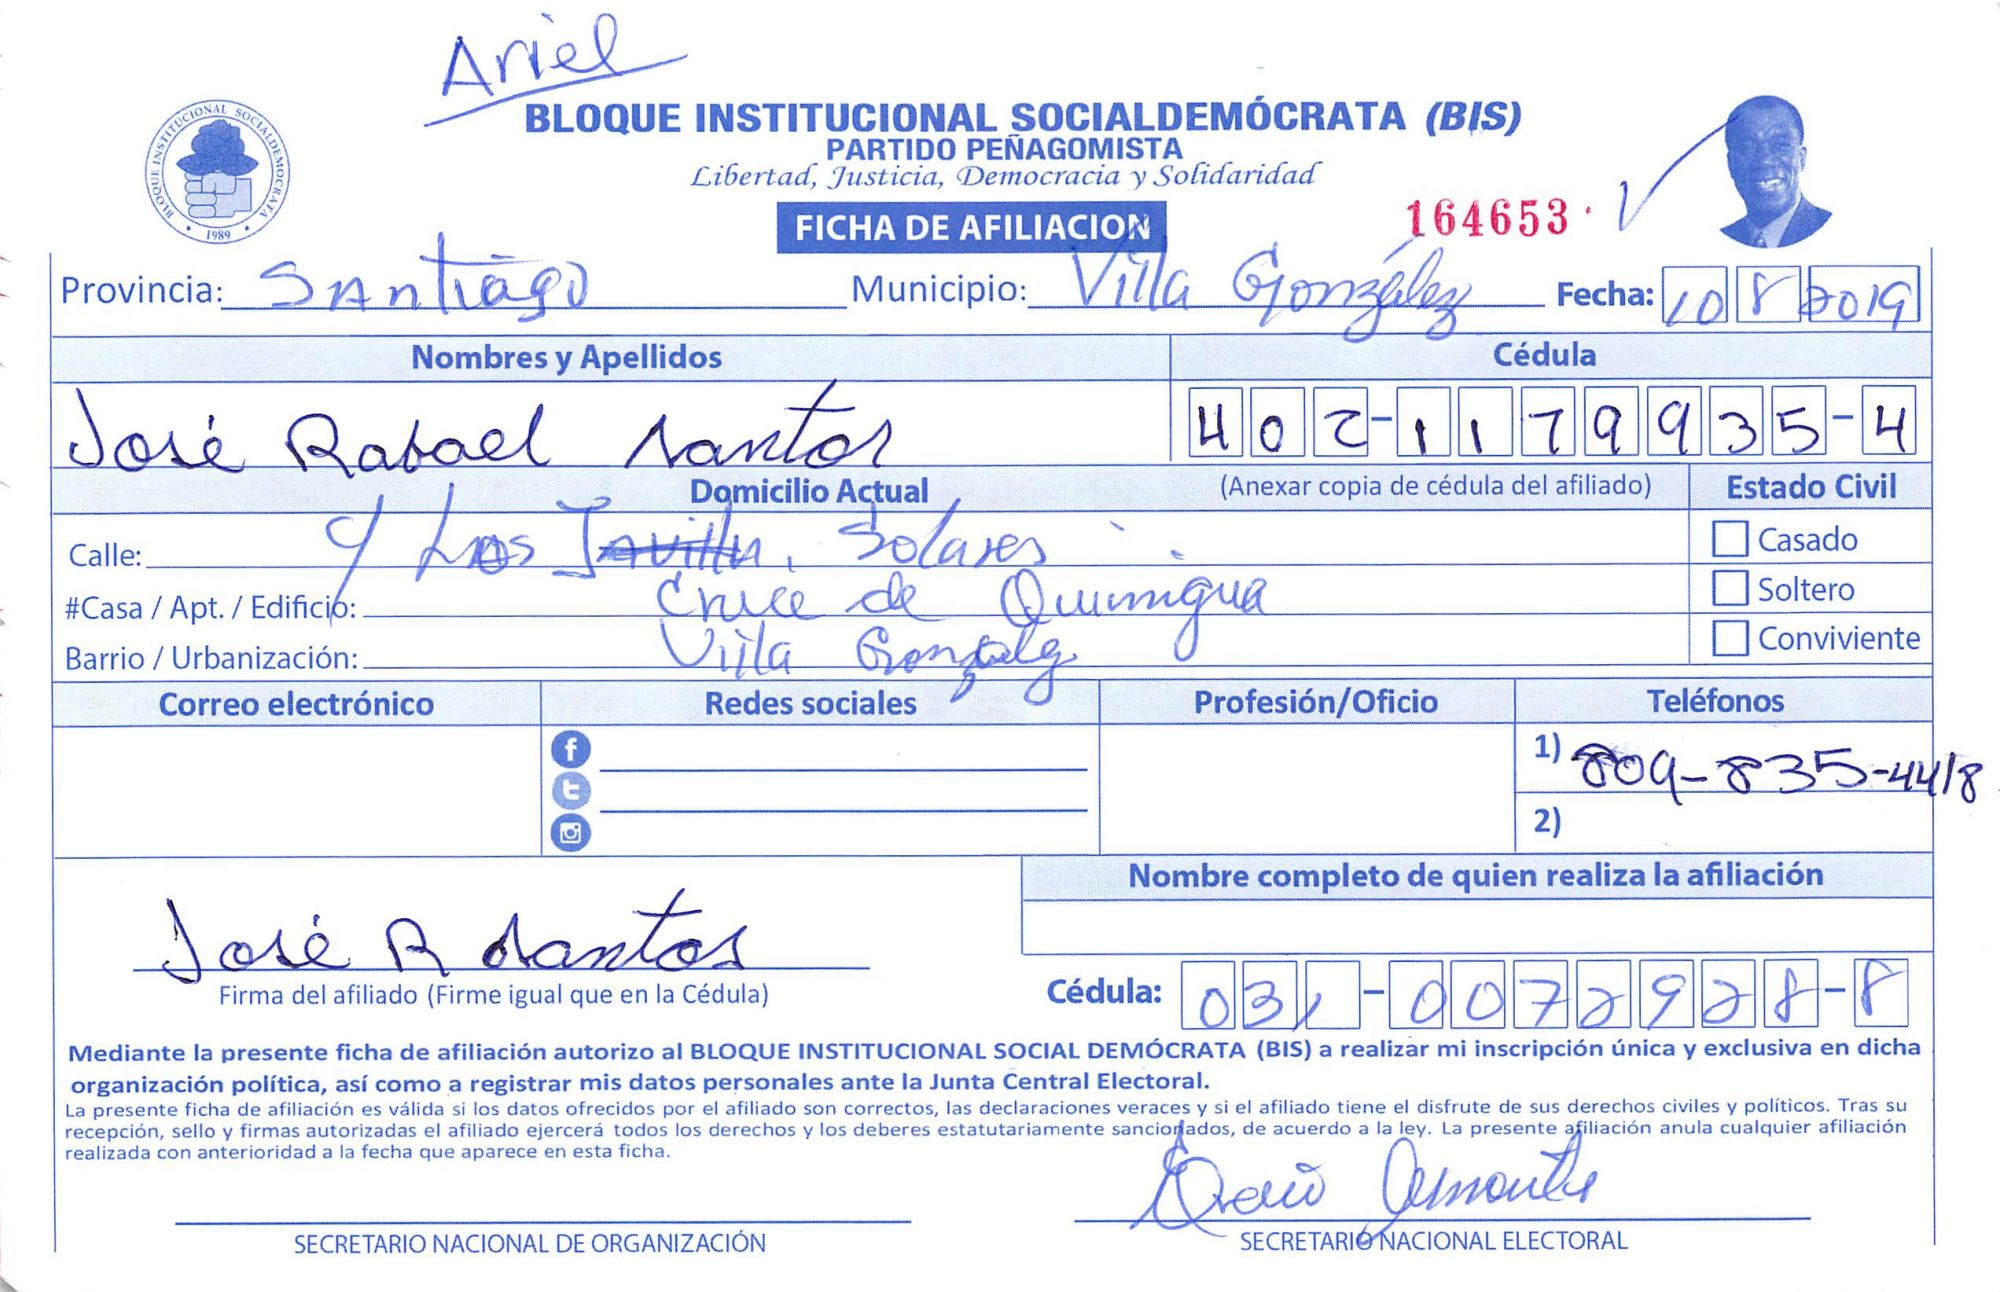 Ariel
BLOQUE INSTITUCIONAL SOCIALDEMÓCRATA (BIS)
PARTIDO PEÑAGOMISTA
Libertad, Justicia, Democracia y Solidaridad
BLOQUE INSTITUCIONAL SOCIALDEMOCRATA
1989
FICHA DE AFILIACION
164653
Provincia: Santiago Municipio: Villa González Fecha: 10 8 2019
Nombres y Apellidos Cédula
José Rafael Santos 402-1179935-4
Domicilio Actual (Anexar copia de cédula del afiliado) Estado Civil
Calle: C/ Los Solares Casado
#Casa / Apt. / Edificio: Cruce de Quinigua Soltero
Barrio / Urbanización: Villa González Conviviente
Correo electrónico Redes sociales Profesión/Oficio Teléfonos
1) 809-835-4418
2)
Nombre completo de quien realiza la afiliación
José R Santos
Firma del afiliado (Firme igual que en la Cédula) Cédula: 031-0072928-8
Mediante la presente ficha de afiliación autorizo al BLOQUE INSTITUCIONAL SOCIAL DEMÓCRATA (BIS) a realizar mi inscripción única y exclusiva en dicha
organización política, así como a registrar mis datos personales ante la Junta Central Electoral.
La presente ficha de afiliación es válida si los datos ofrecidos por el afiliado son correctos, las declaraciones veraces y si el afiliado tiene el disfrute de sus derechos civiles y políticos. Tras su
recepción, sello y firmas autorizadas el afiliado ejercerá todos los derechos y los deberes estatutariamente sancionados, de acuerdo a la ley. La presente afiliación anula cualquier afiliación
realizada con anterioridad a la fecha que aparece en esta ficha.
SECRETARIO NACIONAL DE ORGANIZACIÓN SECRETARIO NACIONAL ELECTORAL